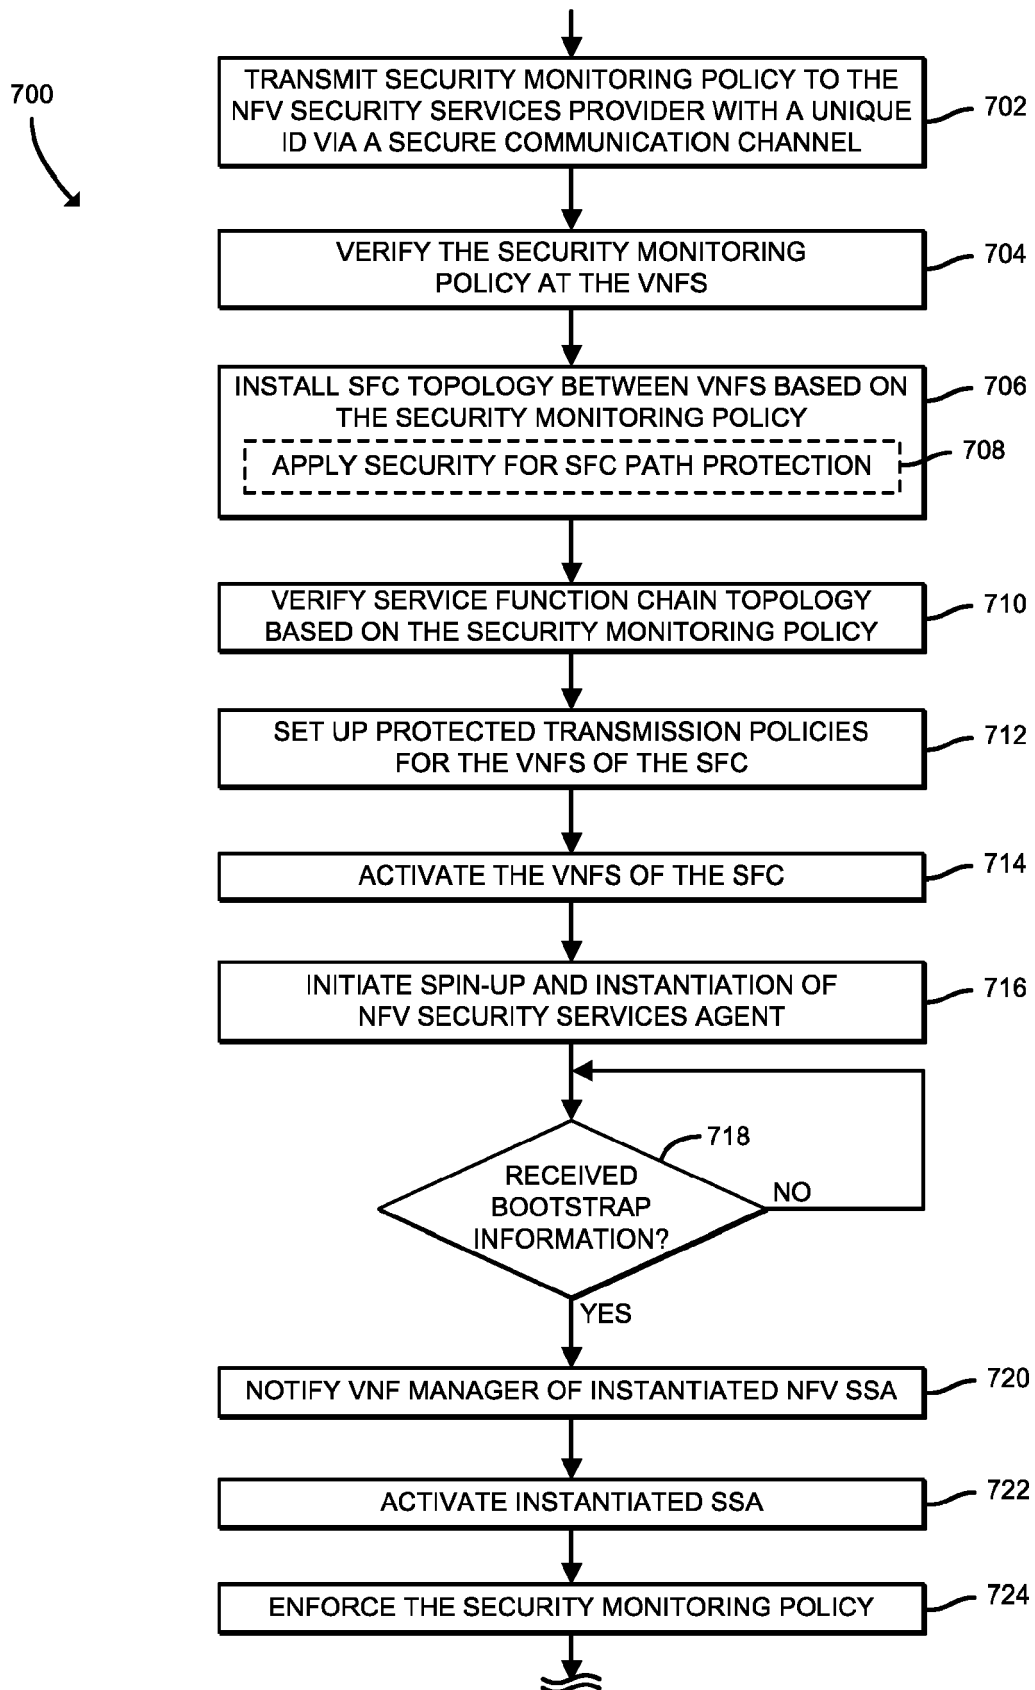 700
TRANSMIT SECURITY MONITORING POLICY TO THE
NFV SECURITY SERVICES PROVIDER WITH A UNIQUE
ID VIA A SECURE COMMUNICATION CHANNEL
702
VERIFY THE SECURITY MONITORING
POLICY AT THE VNFS
704
INSTALL SFC TOPOLOGY BETWEEN VNFS BASED ON
THE SECURITY MONITORING POLICY
706
APPLY SECURITY FOR SFC PATH PROTECTION
708
VERIFY SERVICE FUNCTION CHAIN TOPOLOGY
BASED ON THE SECURITY MONITORING POLICY
710
SET UP PROTECTED TRANSMISSION POLICIES
FOR THE VNFS OF THE SFC
712
ACTIVATE THE VNFS OF THE SFC
714
INITIATE SPIN-UP AND INSTANTIATION OF
NFV SECURITY SERVICES AGENT
716
718
RECEIVED
BOOTSTRAP
INFORMATION?
NO
YES
NOTIFY VNF MANAGER OF INSTANTIATED NFV SSA
720
ACTIVATE INSTANTIATED SSA
722
ENFORCE THE SECURITY MONITORING POLICY
724